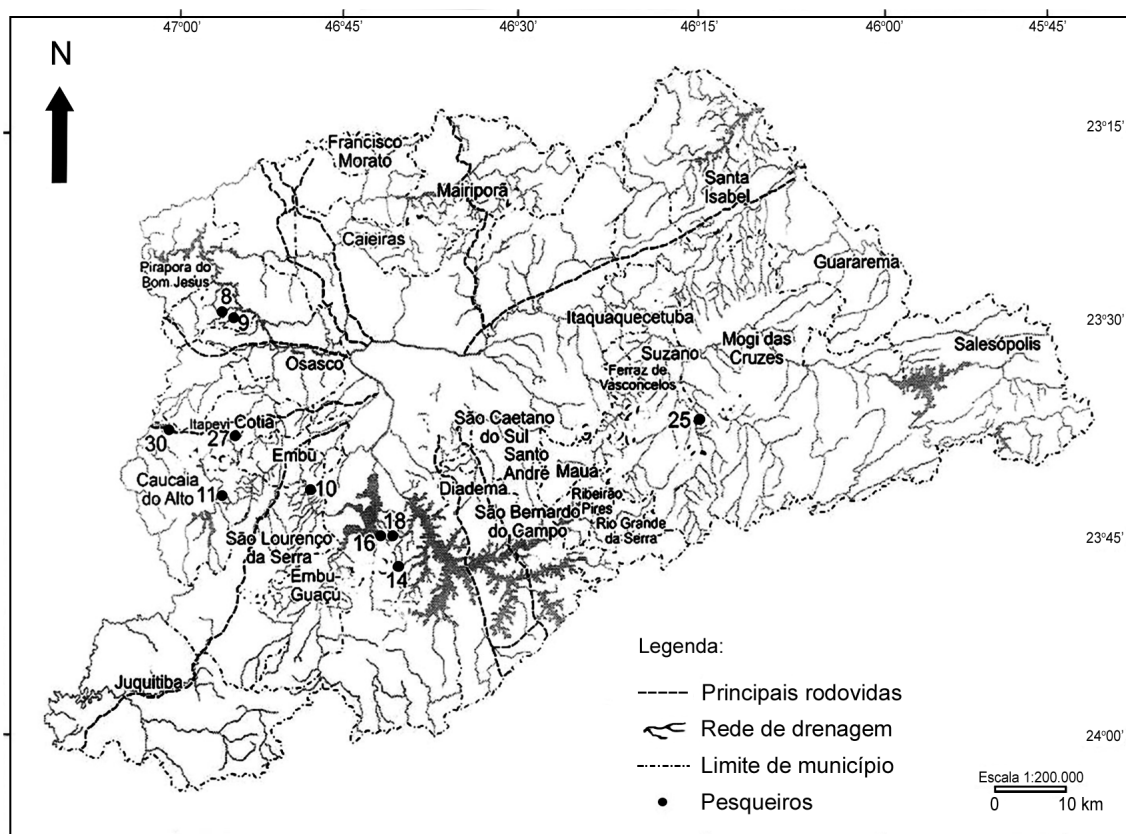 47°00'
46°45'
46°30'
46°15'
46°00'
45°45'
N
23°15'
Francisco
Morato
Mairiporã
Santa
Isabel
Caieiras
Guararema
Pirapora do
Bom Jesus
8
9
Itaquaquecetuba
23°30'
Mogi das
Cruzes
Salesópolis
Suzano
Osasco
Ferraz de
Vasconcelos
25
São Caetano
do Sul
Itapevi
Cotia
30
27
Embú
Santo
André
Mauá
Caucaia
do Alto
11
10
Diadema
Ribeirão
Pires
São Bernardo
do Campo
Rio Grande
da Serra
18
16
23°45'
São Lourenço
da Serra
14
Embu-
Guaçú
Legenda:
Juquitiba
Principais rodovidas
Rede de drenagem
24°00'
Limite de município
Escala 1:200.000
0 10 km
Pesqueiros